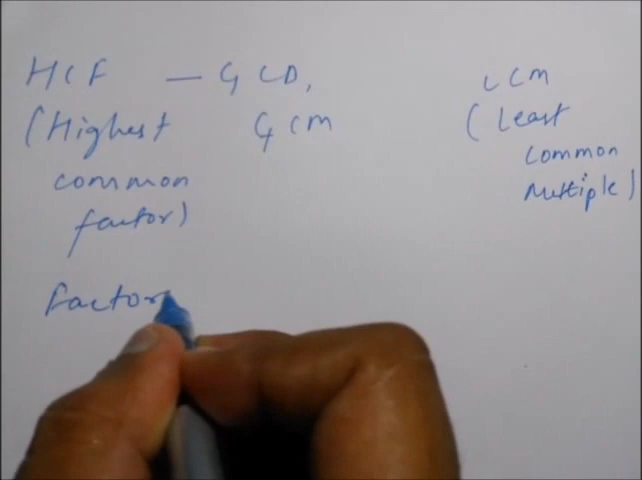 HCF — GCD,
(Highest
common
factor)
GCM
LCM
(Least
common
multiple)
Factor